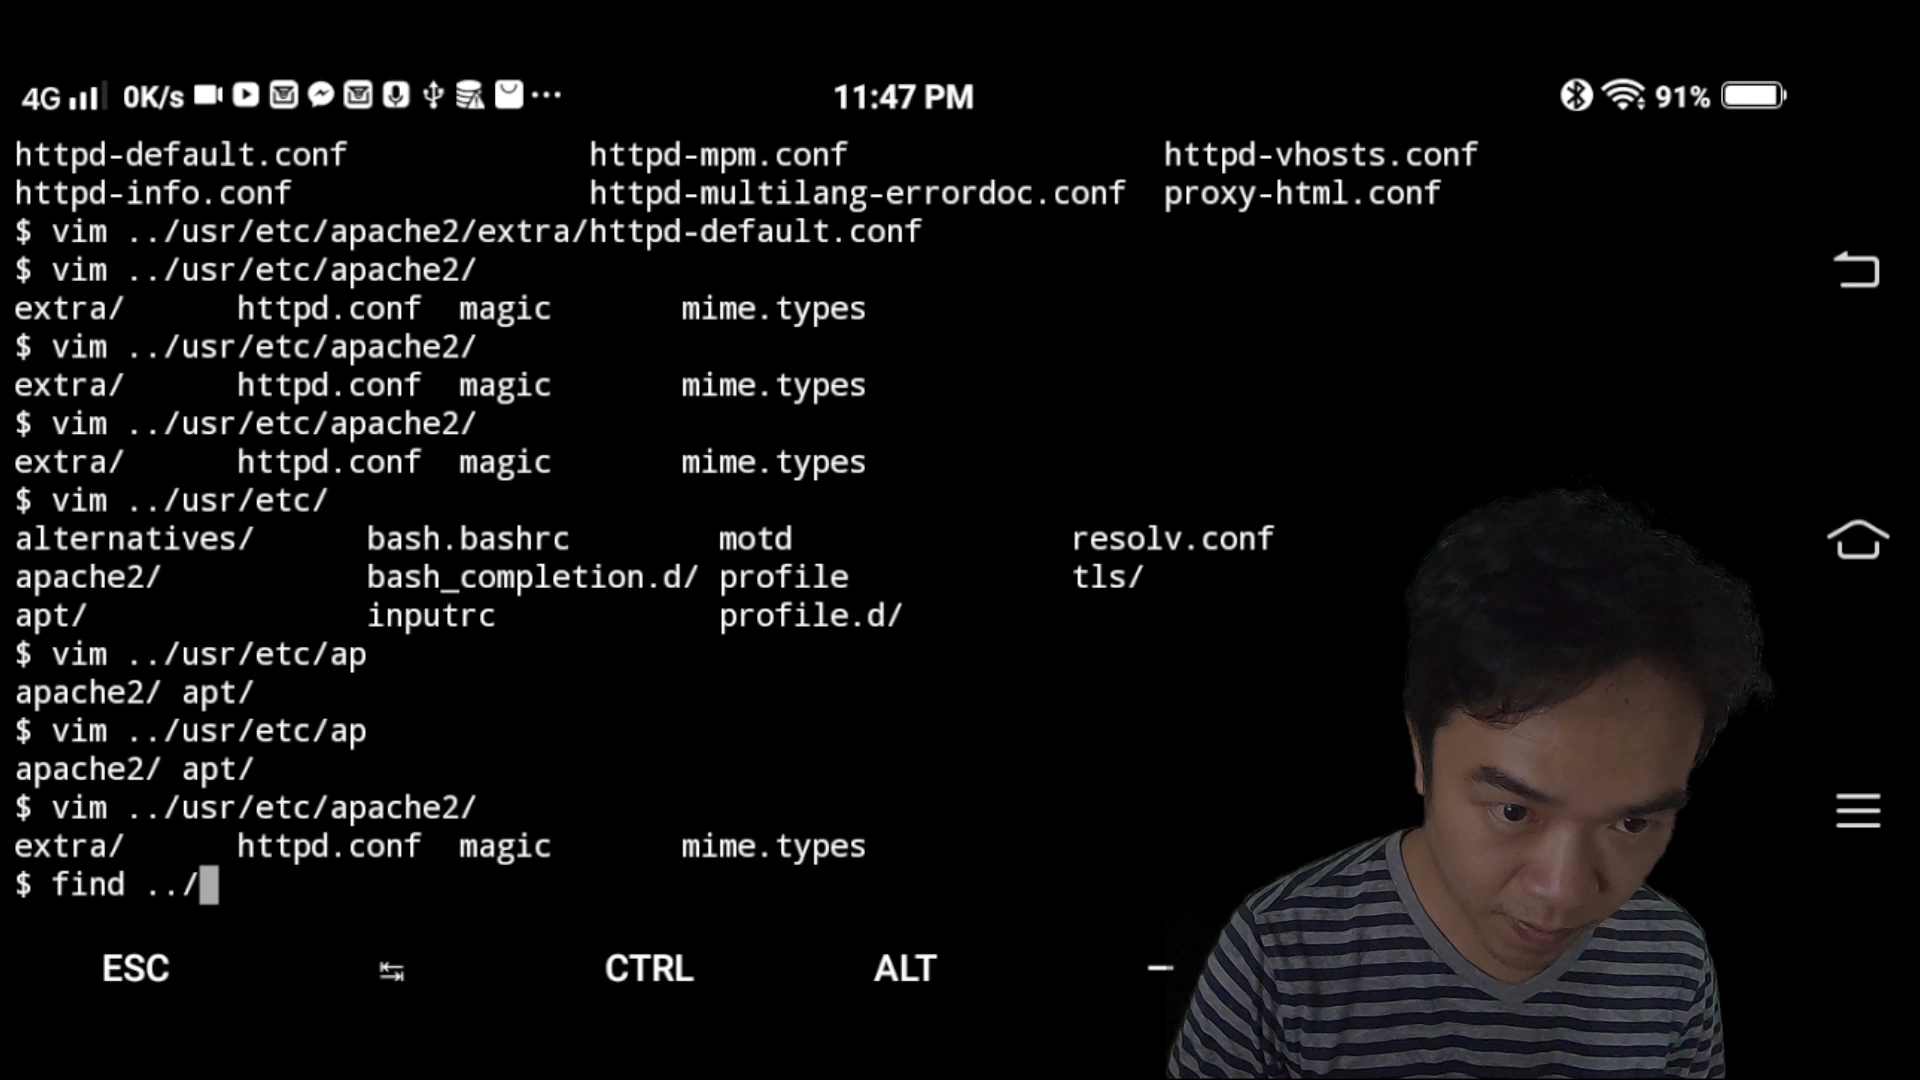 4G 0K/s 11:47 PM 91%
httpd-default.conf httpd-mpm.conf httpd-vhosts.conf
httpd-info.conf httpd-multilang-errordoc.conf proxy-html.conf
$ vim ../usr/etc/apache2/extra/httpd-default.conf
$ vim ../usr/etc/apache2/
extra/ httpd.conf magic mime.types
$ vim ../usr/etc/apache2/
extra/ httpd.conf magic mime.types
$ vim ../usr/etc/apache2/
extra/ httpd.conf magic mime.types
$ vim ../usr/etc/
alternatives/ bash.bashrc motd resolv.conf
apache2/ bash_completion.d/ profile tls/
apt/ inputrc profile.d/
$ vim ../usr/etc/ap
apache2/ apt/
$ vim ../usr/etc/ap
apache2/ apt/
$ vim ../usr/etc/apache2/
extra/ httpd.conf magic mime.types
$ find ../
ESC CTRL ALT –